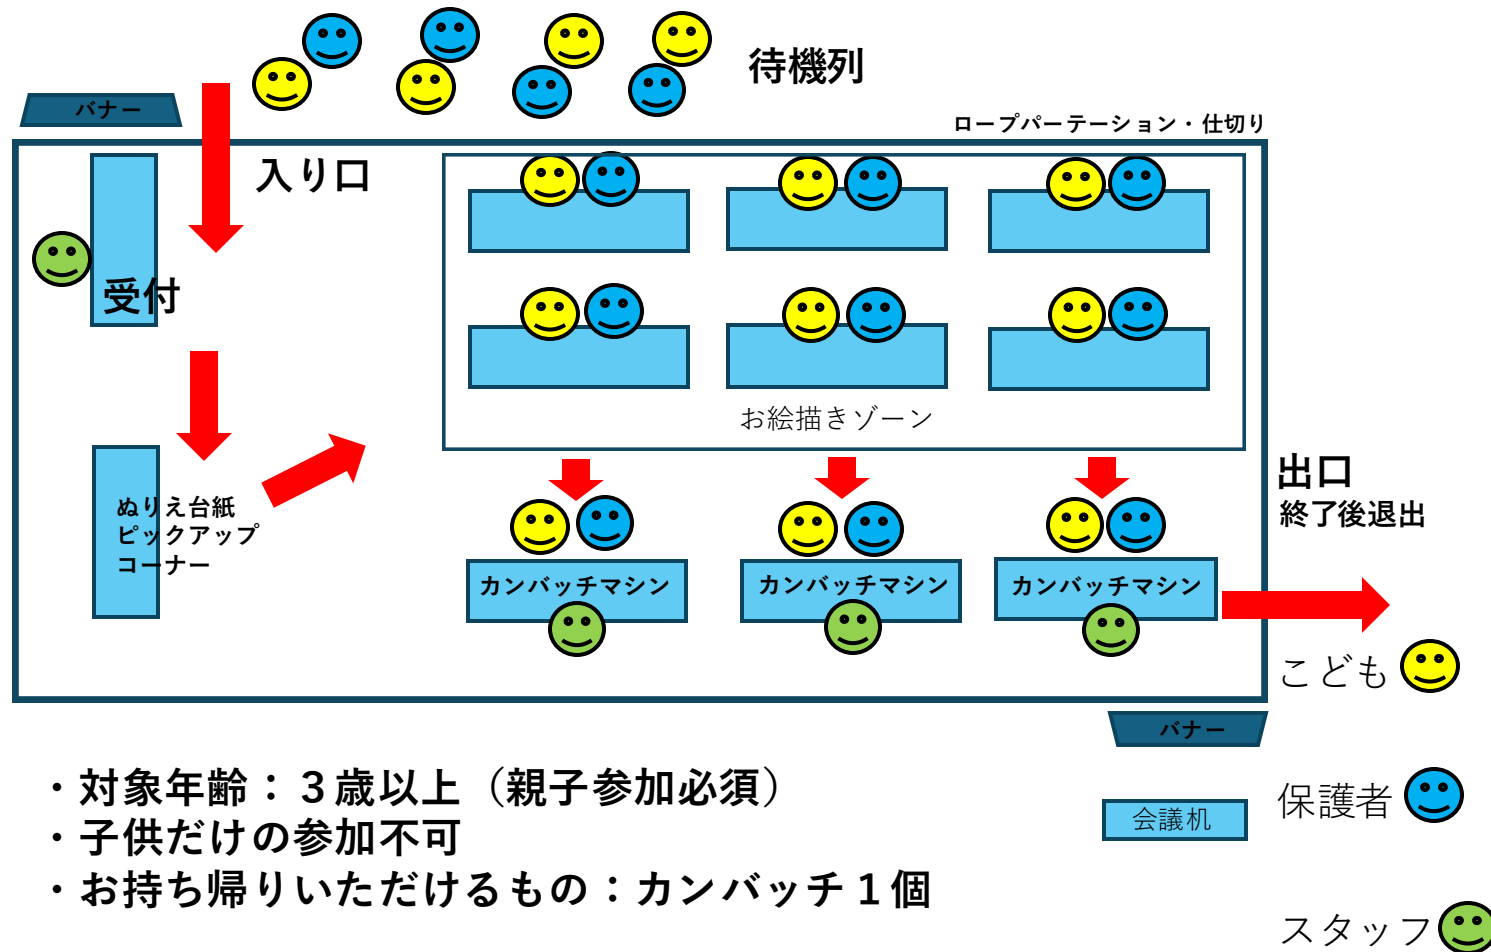 待機列
バナー
ロープパーテーション・仕切り
入り口
受付
お絵描きゾーン
ぬりえ台紙
ピックアップ
コーナー
出口
終了後退出
カンバッチマシン
カンバッチマシン
カンバッチマシン
こども
バナー
・対象年齢：３歳以上（親子参加必須）
・子供だけの参加不可
・お持ち帰りいただけるもの：カンバッチ１個
会議机
保護者
スタッフ